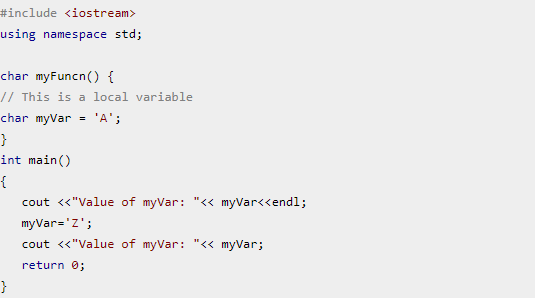 #include <iostream>
using namespace std;

char myFuncn() {
// This is a local variable
char myVar = 'A';
}
int main()
{
   cout <<"Value of myVar: "<< myVar<<endl;
   myVar='Z';
   cout <<"Value of myVar: "<< myVar;
   return 0;
}